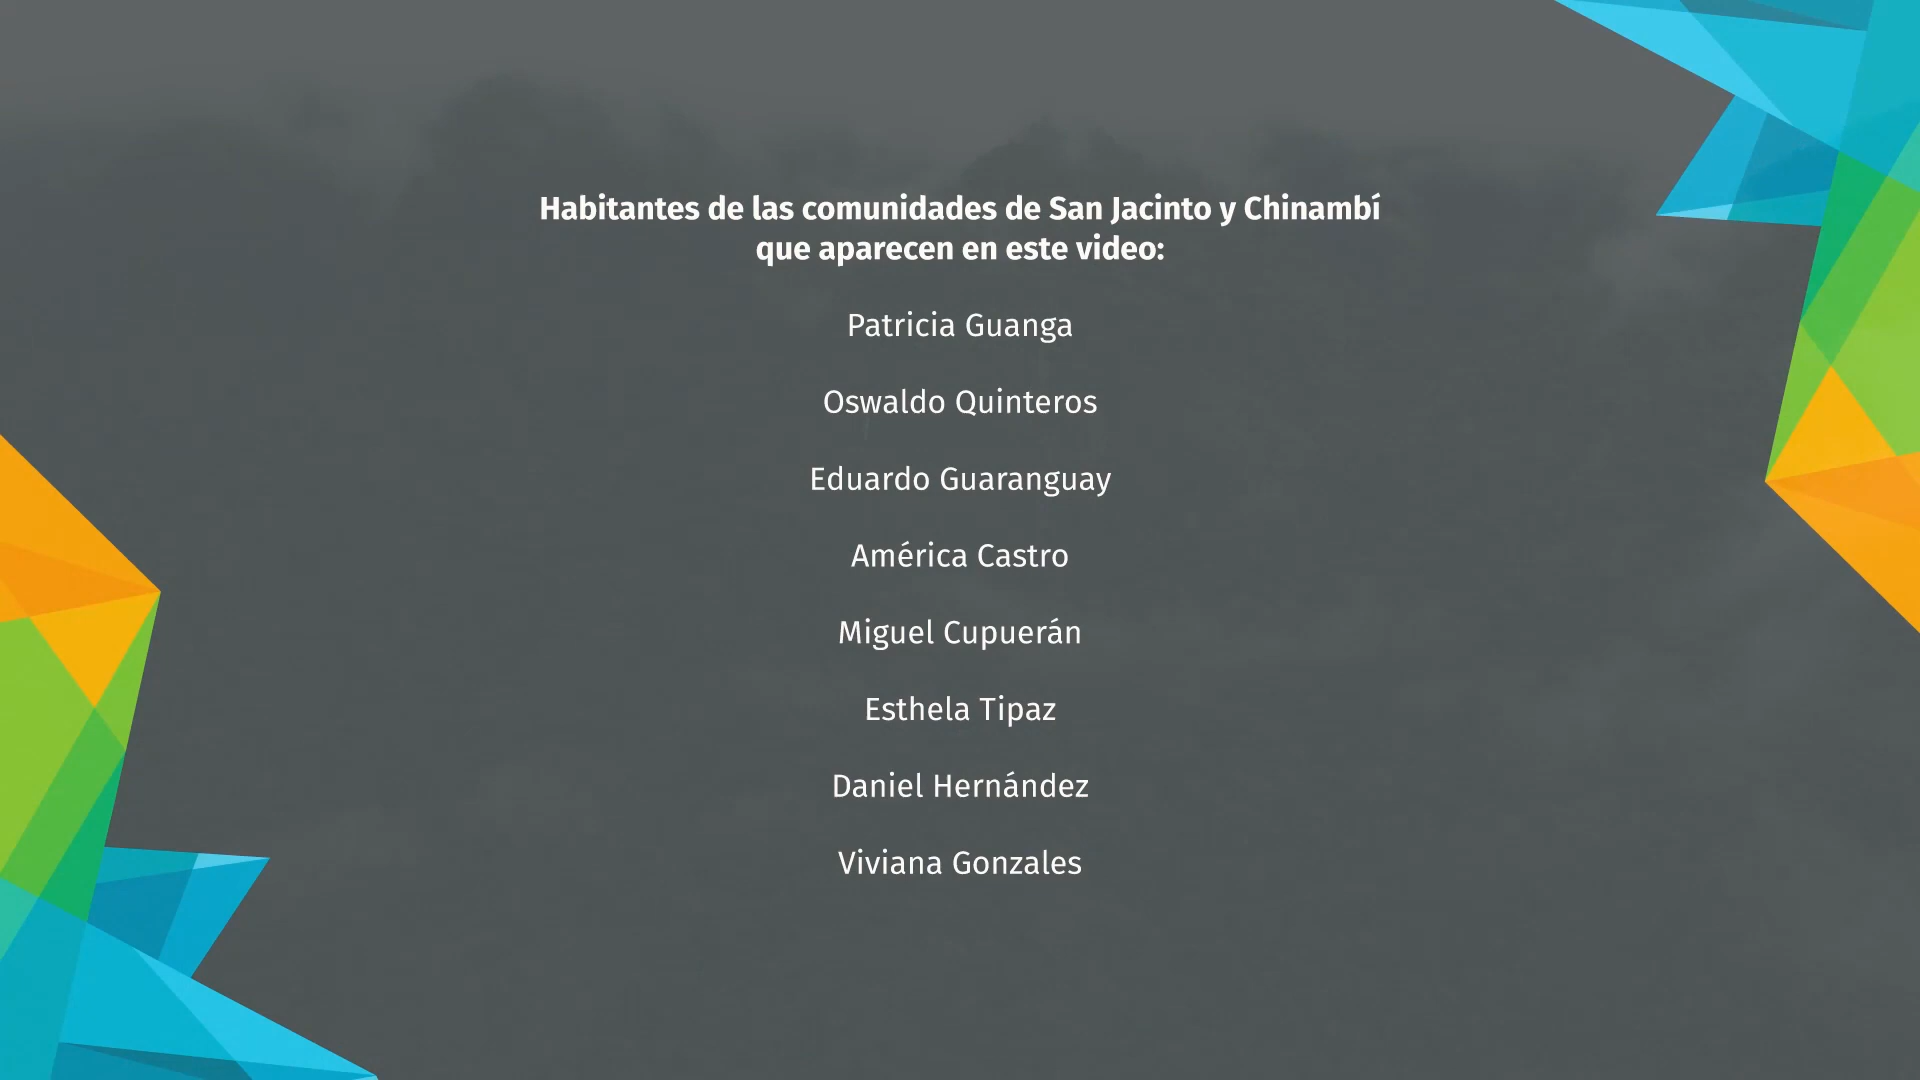 Habitantes de las comunidades de San Jacinto y Chinambí
que aparecen en este video:
Patricia Guanga
Oswaldo Quinteros
Eduardo Guaranguay
América Castro
Miguel Cupuerán
Esthela Tipaz
Daniel Hernández
Viviana Gonzales